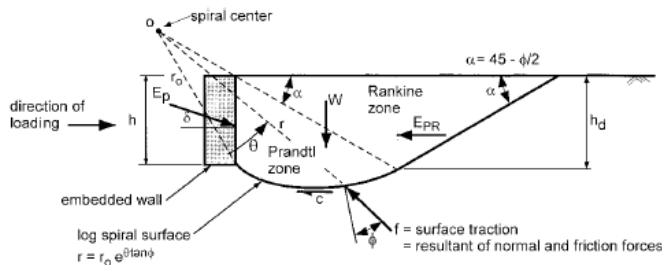 o
spiral center
α = 45 - ϕ/2
r₀
direction of
loading
h
Eₚ
δ
r
θ
α
W
Rankine
zone
α
E_PR
h_d
Prandtl
zone
embedded wall
c
log spiral surface
r = r₀ e^θtanϕ
ϕ
f = surface traction
= resultant of normal and friction forces